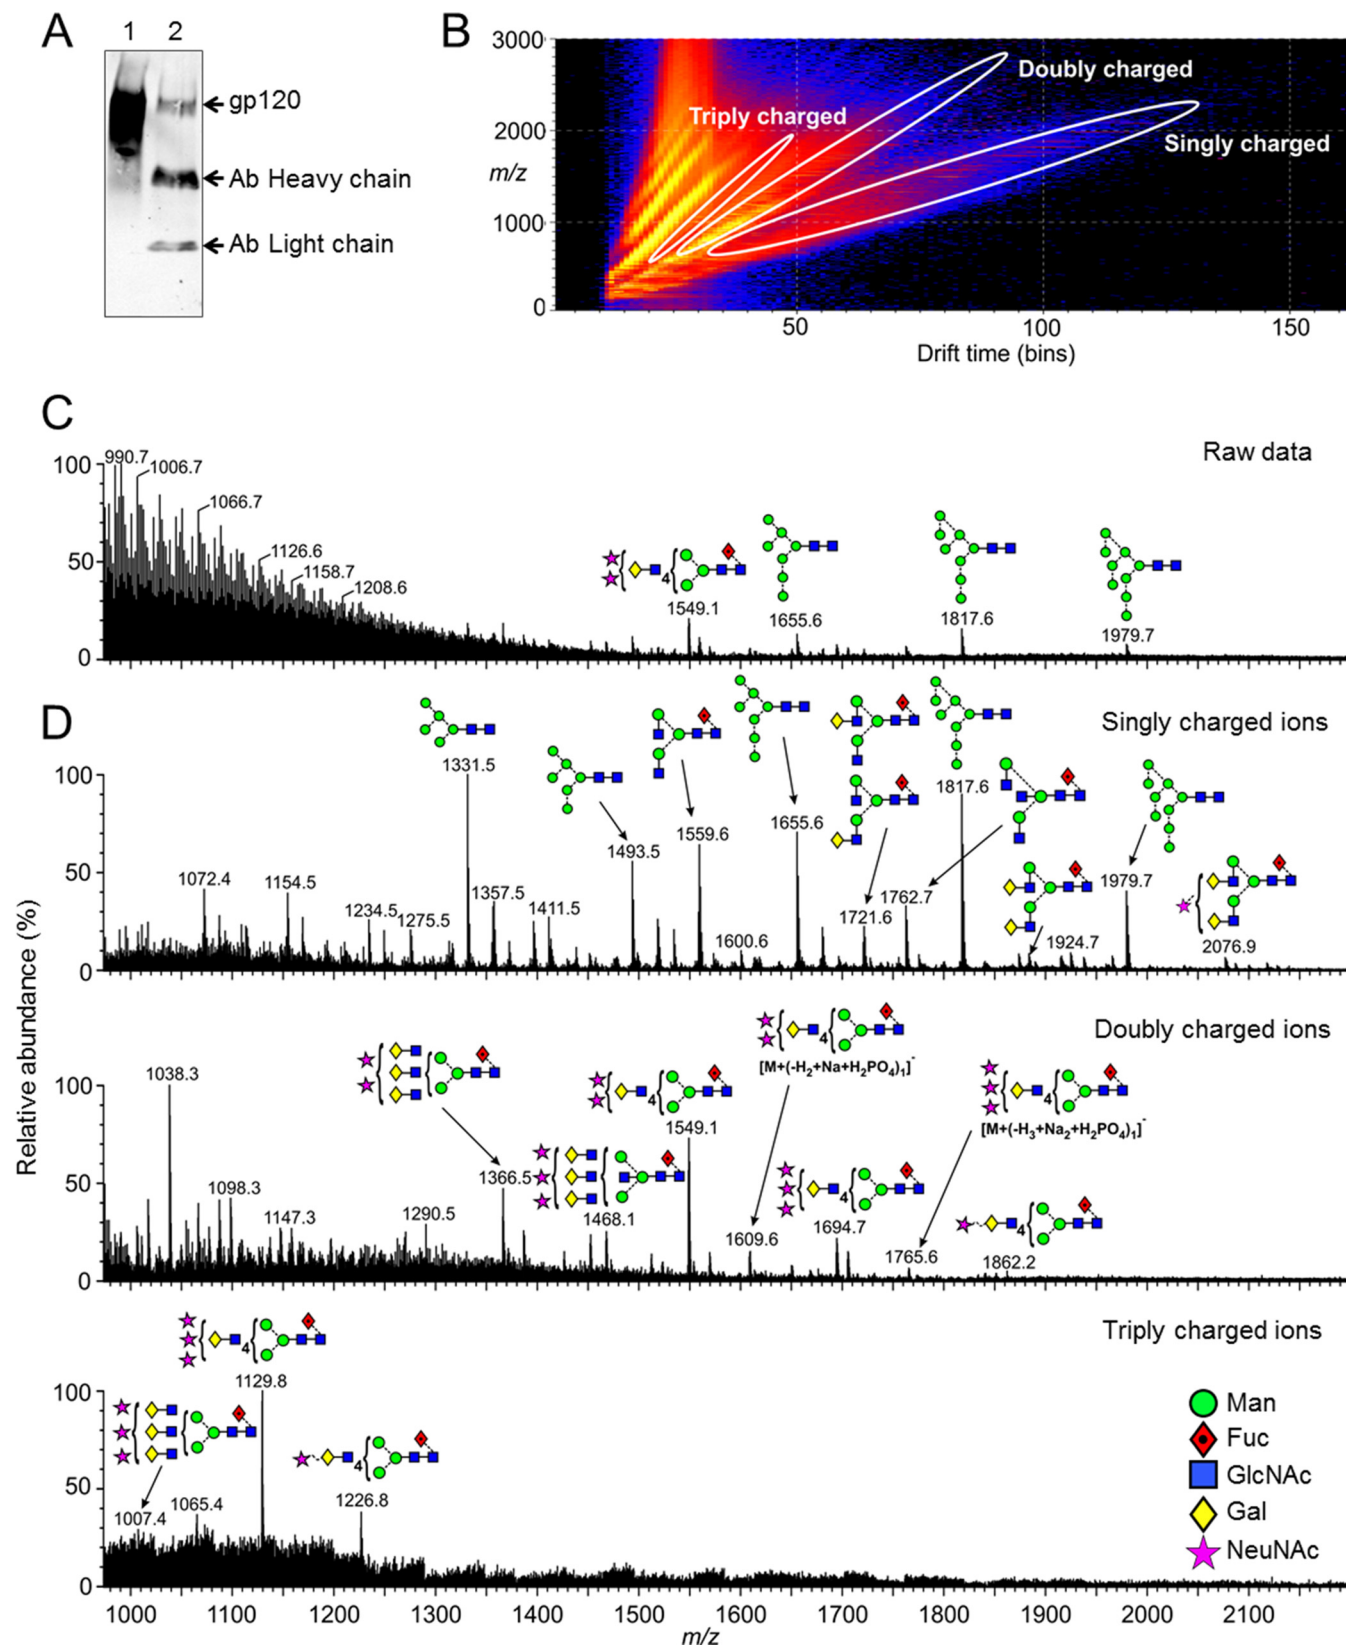 A
1 2
gp120
Ab Heavy chain
Ab Light chain
B
3000
2000
m/z
1000
0
Triply charged
Doubly charged
Singly charged
50 100 150
Drift time (bins)
C
Raw data
100
50
0
990.7
1006.7
1066.7
1126.6
1158.7
1208.6
4
1549.1
1655.6
1817.6
1979.7
D
Singly charged ions
Relative abundance (%)
100
50
0
1072.4
1154.5
1234.5
1275.5
1331.5
1357.5
1411.5
1493.5
1559.6
1600.6
1655.6
1721.6
1762.7
1817.6
1924.7
1979.7
2076.9
Doubly charged ions
100
50
0
1038.3
1098.3
1147.3
1290.5
1366.5
1468.1
4
1549.1
4
[M+(-H2+Na+H2PO4)1]-
1609.6
4
1694.7
4
[M+(-H3+Na2+H2PO4)1]-
1765.6
4
1862.2
Triply charged ions
100
50
0
1007.4
1065.4
4
1129.8
4
1226.8
Man
Fuc
GlcNAc
Gal
NeuNAc
1000 1100 1200 1300 1400 1500 1600 1700 1800 1900 2000 2100
m/z